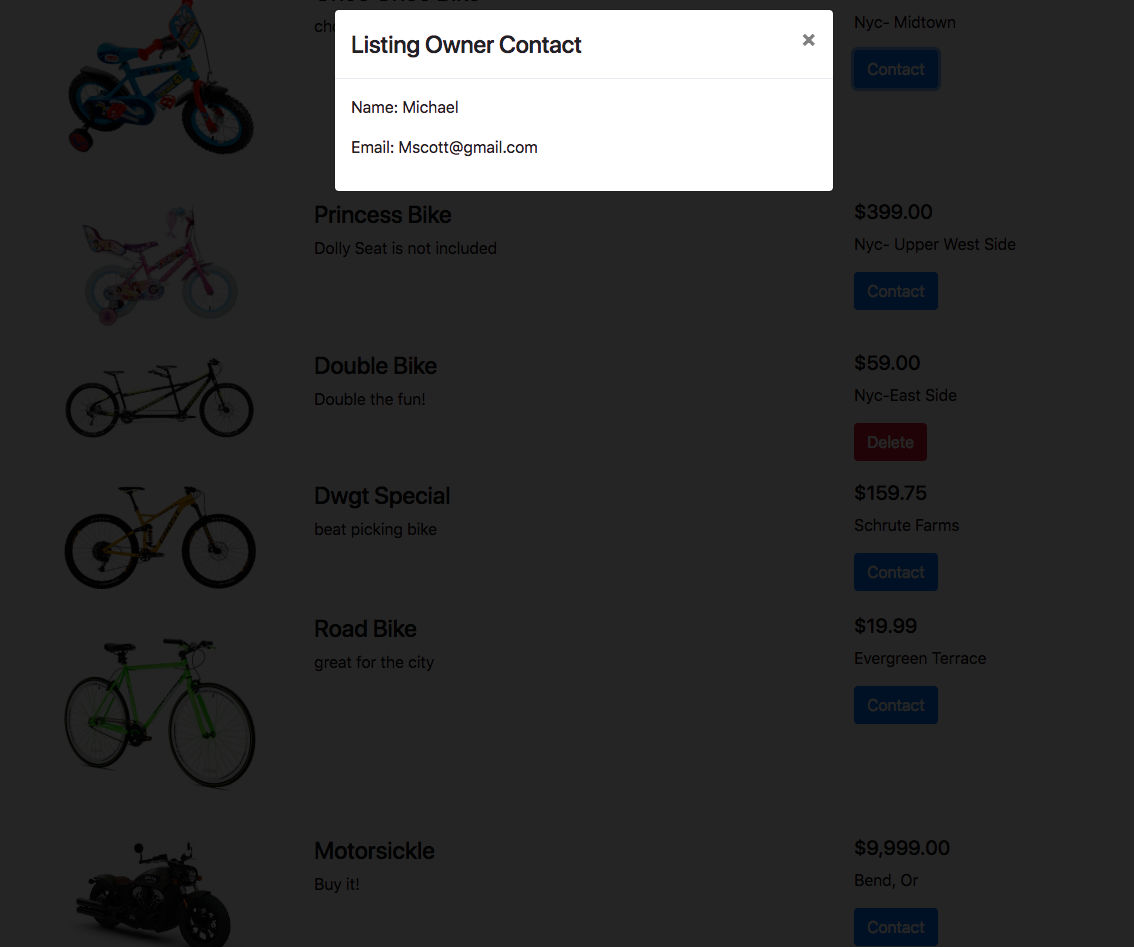 Nyc- Midtown
Contact
Listing Owner Contact
×
Name: Michael
Email: Mscott@gmail.com
Princess Bike
Dolly Seat is not included
$399.00
Nyc- Upper West Side
Contact
Double Bike
Double the fun!
$59.00
Nyc-East Side
Delete
Dwgt Special
beat picking bike
$159.75
Schrute Farms
Contact
Road Bike
great for the city
$19.99
Evergreen Terrace
Contact
Motorsickle
Buy it!
$9,999.00
Bend, Or
Contact